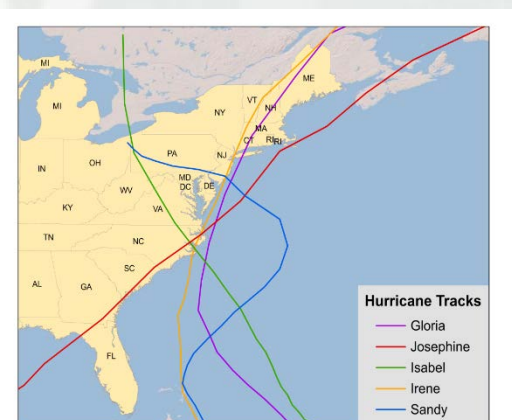 MI
ME
VT
NH
MI
NY
MA
CT
RI
RI
PA
NJ
OH
IN
MD
DC
DE
WV
VA
KY
TN
NC
SC
AL
GA
FL
Hurricane Tracks
Gloria
Josephine
Isabel
Irene
Sandy